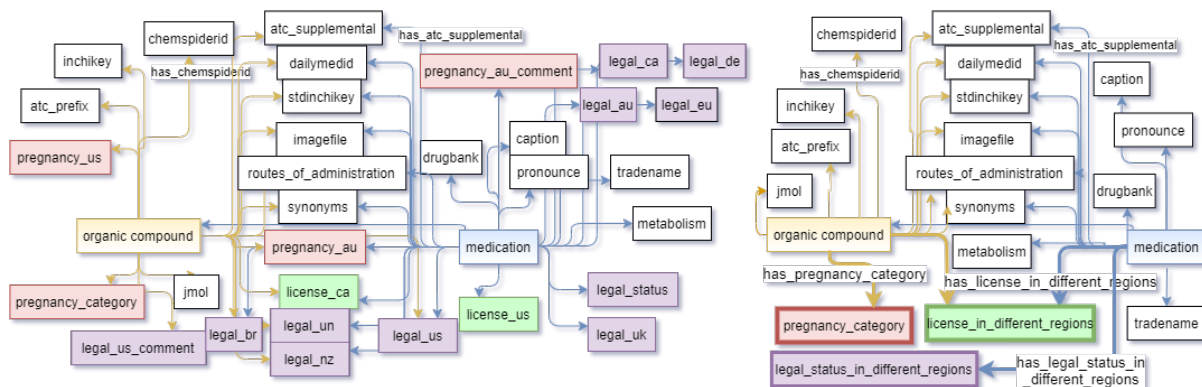 atc_supplemental
chemspiderid
has_atc_supplemental
inchikey
dailymedid
has_chemspiderid
pregnancy_au_comment
legal_ca
legal_de
atc_prefix
stdinchikey
legal_au
legal_eu
imagefile
caption
pregnancy_us
drugbank
routes_of_administration
pronounce
tradename
synonyms
organic compound
pregnancy_au
medication
metabolism
pregnancy_category
jmol
license_ca
legal_status
license_us
legal_un
legal_br
legal_us
legal_uk
legal_us_comment
legal_nz
atc_supplemental
chemspiderid
has_atc_supplemental
dailymedid
has_chemspiderid
caption
inchikey
stdinchikey
pronounce
atc_prefix
imagefile
routes_of_administration
jmol
drugbank
synonyms
organic compound
metabolism
medication
has_pregnancy_category
has_license_in_different_regions
pregnancy_category
license_in_different_regions
tradename
legal_status_in_different_regions
has_legal_status_in
_different_regions